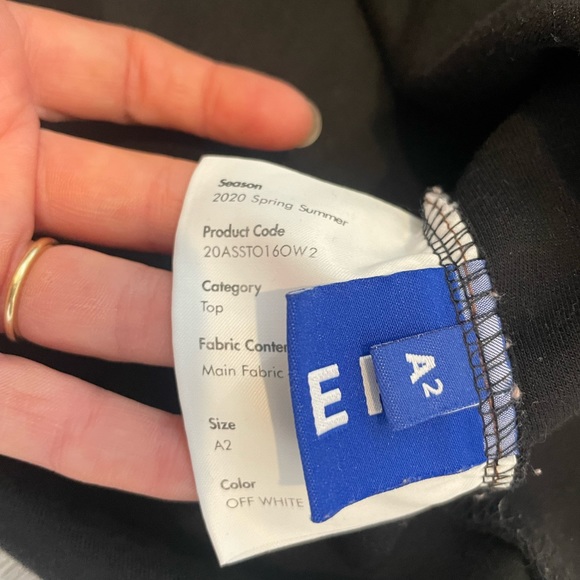 Season
2020 Spring Summer
Product Code
20ASSTO16OW2
Category
Top
Fabric Conten
Main Fabric
Size
A2
Color
OFF WHITE
E
A2